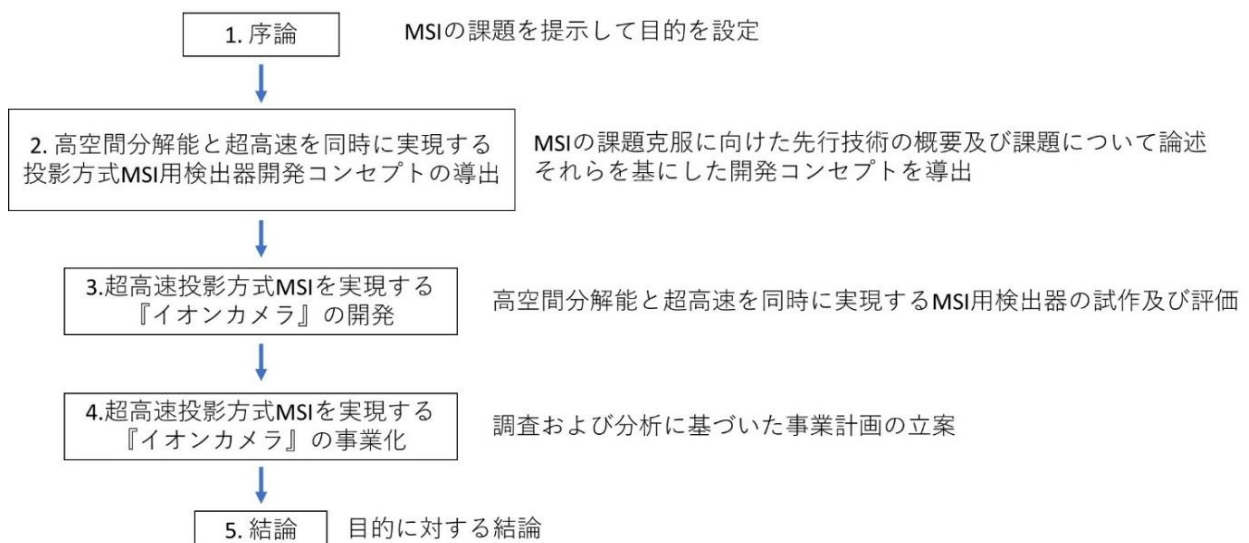 1. 序論
MSIの課題を提示して目的を設定
2. 高空間分解能と超高速を同時に実現する
投影方式MSI用検出器開発コンセプトの導出
MSIの課題克服に向けた先行技術の概要及び課題について論述
それらを基にした開発コンセプトを導出
3.超高速投影方式MSIを実現する
『イオンカメラ』の開発
高空間分解能と超高速を同時に実現するMSI用検出器の試作及び評価
4.超高速投影方式MSIを実現する
『イオンカメラ』の事業化
調査および分析に基づいた事業計画の立案
5. 結論
目的に対する結論